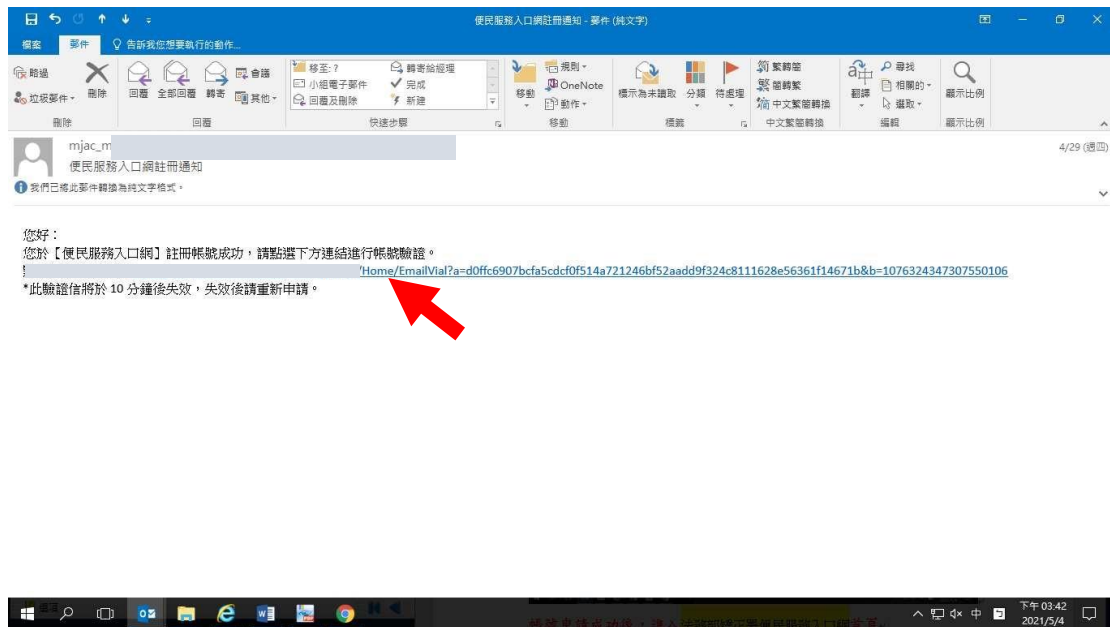 便民服務入口網註冊通知 - 郵件 (純文字)
檔案 郵件 告訴我您想要執行的動作...
略過 刪除 回覆 全部回覆 轉寄 會議 移至: ? 轉寄給經理 移動 規則 標示為未讀取 分類 待處理 繁轉簡 翻譯 尋找 顯示比例
小組電子郵件 完成 OneNote 簡轉繁 相關的
垃圾郵件 其他 回覆及刪除 新建 動作 中文繁簡轉換 選取
刪除 回覆 快速步驟 移動 標籤 中文繁簡轉換 編輯 顯示比例
mjac_m 4/29 (週四)
便民服務入口網註冊通知
我們已將此郵件轉換為純文字格式。
您好：
您於【便民服務入口網】註冊帳號成功，請點選下方連結進行帳號驗證。
/Home/EmailVial?a=d0ffc6907bcfa5cdcf0f514a721246bf52aadd9f324c8111628e56361f14671b&b=1076324347307550106
*此驗證信將於 10 分鐘後失效，失效後請重新申請。
中 下午 03:42
2021/5/4